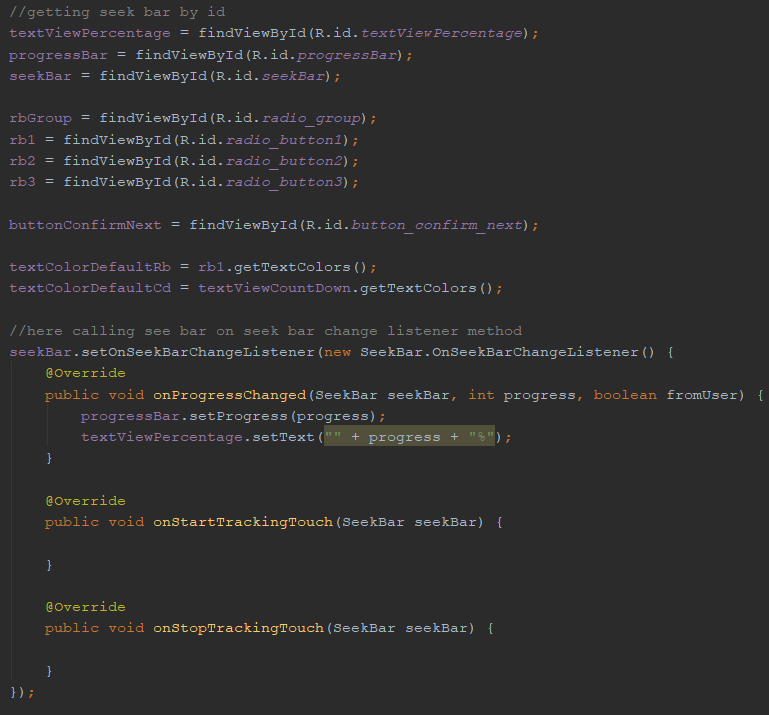 //getting seek bar by id
textViewPercentage = findViewById(R.id.textViewPercentage);
progressBar = findViewById(R.id.progressBar);
seekBar = findViewById(R.id.seekBar);
rbGroup = findViewById(R.id.radio_group);
rb1 = findViewById(R.id.radio_button1);
rb2 = findViewById(R.id.radio_button2);
rb3 = findViewById(R.id.radio_button3);
buttonConfirmNext = findViewById(R.id.button_confirm_next);
textColorDefaultRb = rb1.getTextColors();
textColorDefaultCd = textViewCountDown.getTextColors();
//here calling see bar on seek bar change listener method
seekBar.setOnSeekBarChangeListener(new SeekBar.OnSeekBarChangeListener() {
    @Override
    public void onProgressChanged(SeekBar seekBar, int progress, boolean fromUser) {
        progressBar.setProgress(progress);
        textViewPercentage.setText("" + progress + "%");
    }
    @Override
    public void onStartTrackingTouch(SeekBar seekBar) {
    }
    @Override
    public void onStopTrackingTouch(SeekBar seekBar) {
    }
});